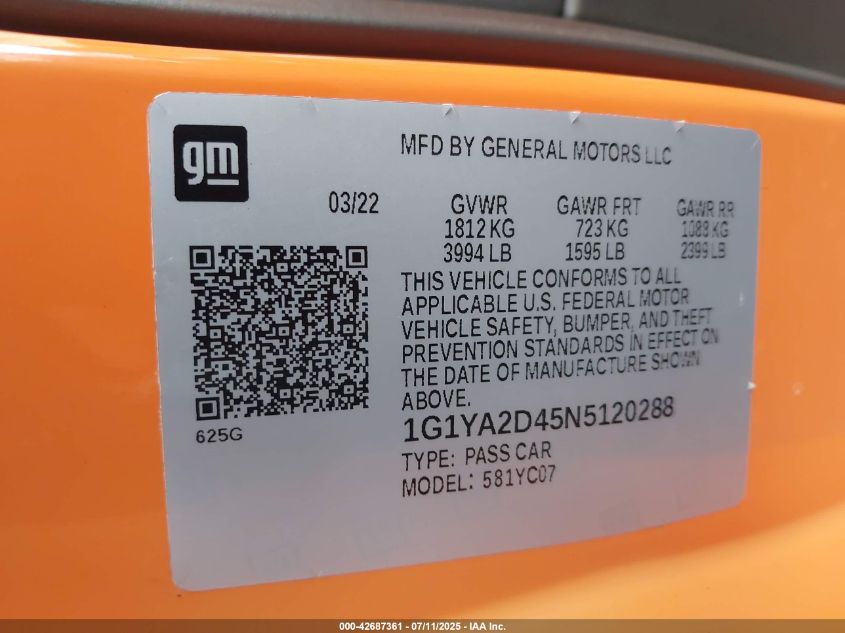 gm
MFD BY GENERAL MOTORS LLC
03/22 GVWR GAWR FRT GAWR RR
1812 KG 723 KG 1088 KG
3994 LB 1595 LB 2399 LB
THIS VEHICLE CONFORMS TO ALL
APPLICABLE U.S. FEDERAL MOTOR
VEHICLE SAFETY, BUMPER, AND THEFT
PREVENTION STANDARDS IN EFFECT ON
THE DATE OF MANUFACTURE SHOWN
ABOVE.
625G
1G1YA2D45N5120288
TYPE: PASS CAR
MODEL: 581YC07
000-42687361 - 07/11/2025 - IAA, Inc.